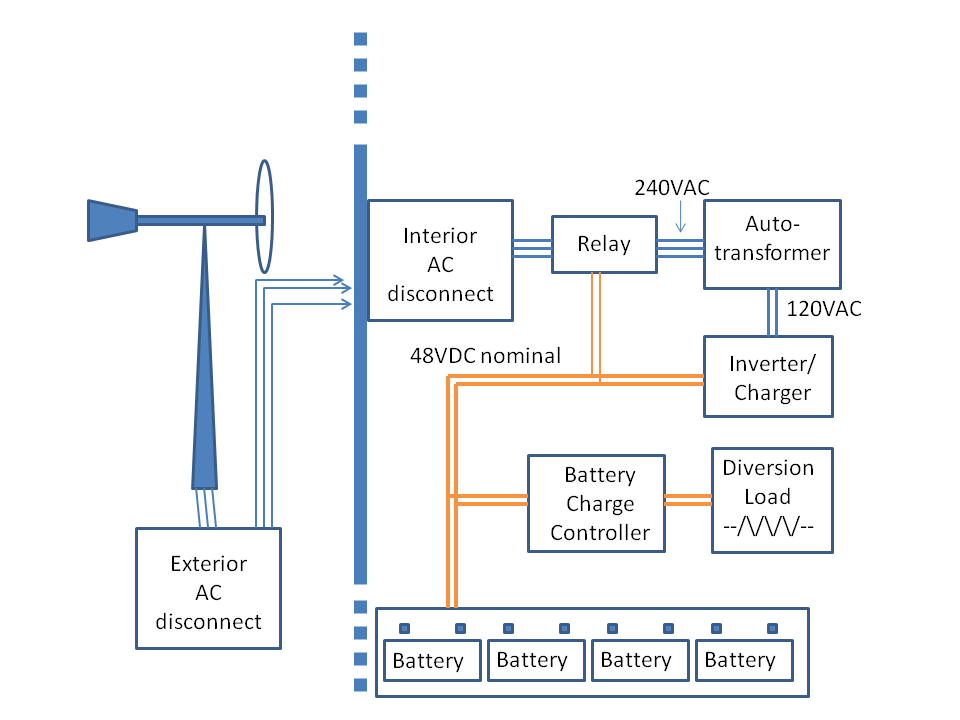 240VAC
Interior
AC
disconnect
Relay
Auto-
transformer
120VAC
48VDC nominal
Inverter/
Charger
Battery
Charge
Controller
Diversion
Load
--/\/\/\/--
Exterior
AC
disconnect
Battery
Battery
Battery
Battery